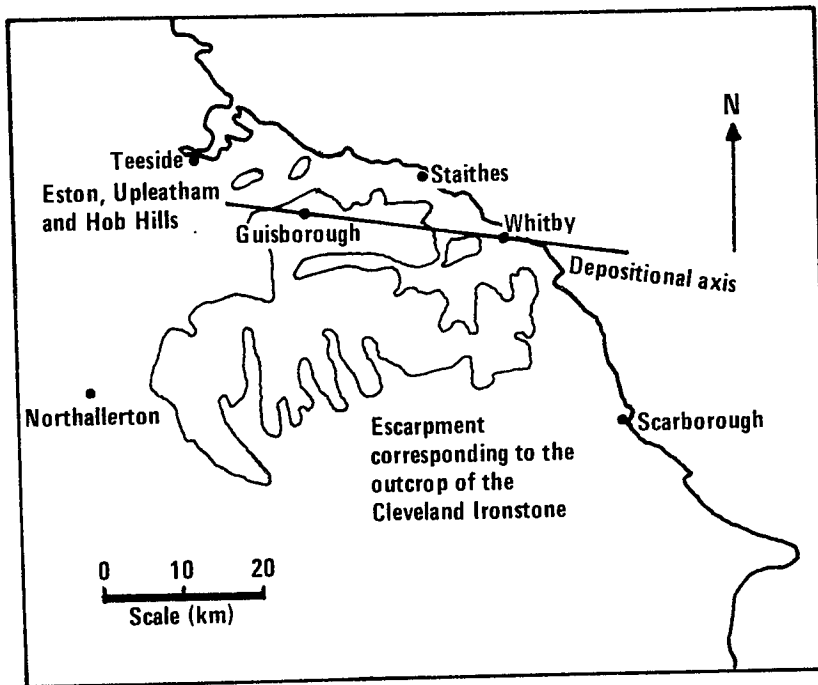 N
Teeside
Staithes
Eston, Upleatham
and Hob Hills
Guisborough
Whitby
Depositional axis
Northallerton
Scarborough
Escarpment
corresponding to the
outcrop of the
Cleveland Ironstone
0 10 20
Scale (km)